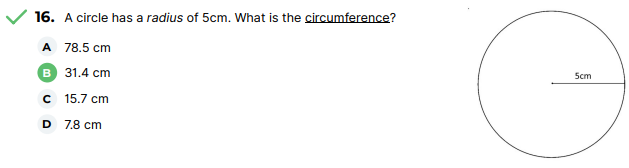 16. A circle has a radius of 5cm. What is the circumference?
A 78.5 cm
B 31.4 cm
C 15.7 cm
D 7.8 cm
5cm